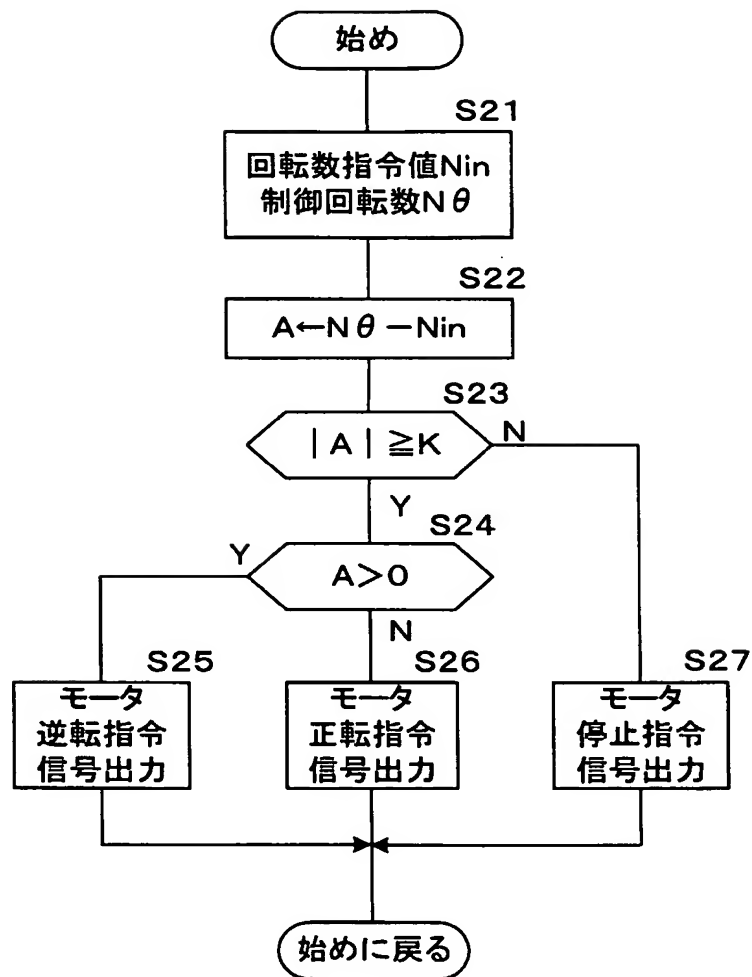 始め
S21
回転数指令値Nin
制御回転数Nθ
S22
A←Nθ－Nin
S23
｜A｜≧K
N
Y
S24
Y
A＞0
N
S25
モータ
逆転指令
信号出力
S26
モータ
正転指令
信号出力
S27
モータ
停止指令
信号出力
始めに戻る